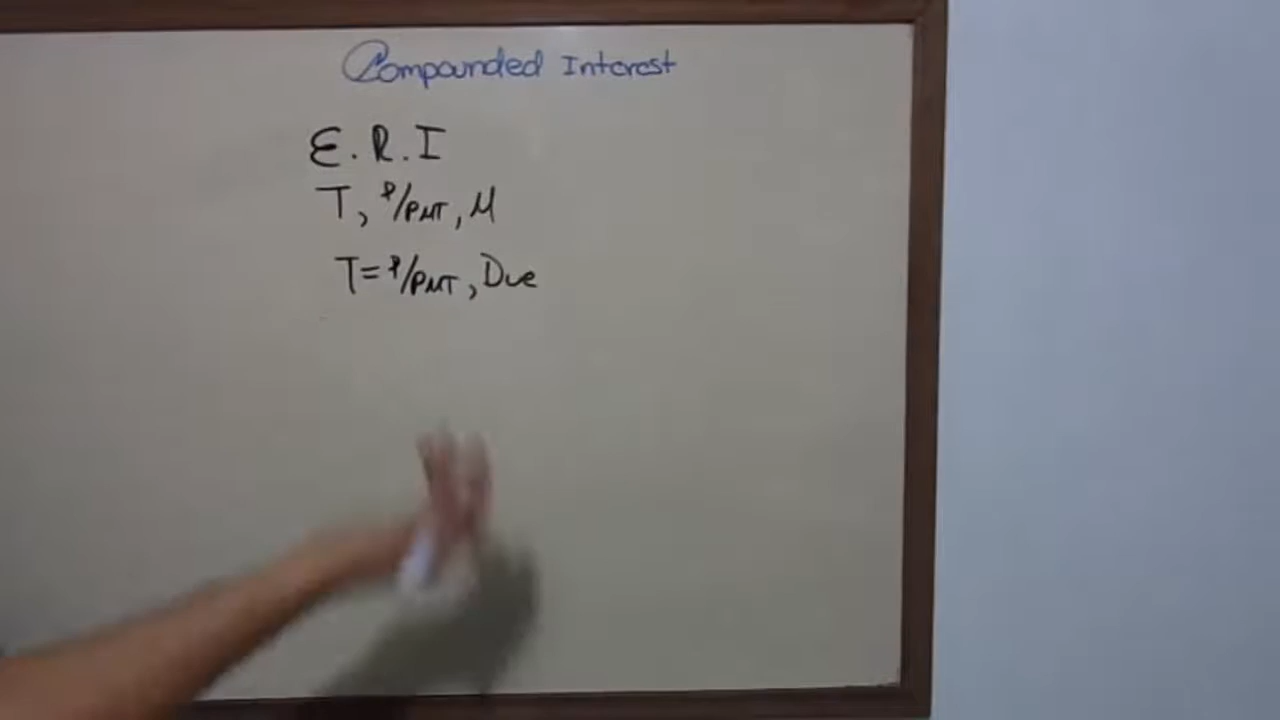 Compounded Interest
E.R.I
T, P/PMT, M
T=P/PMT, Due